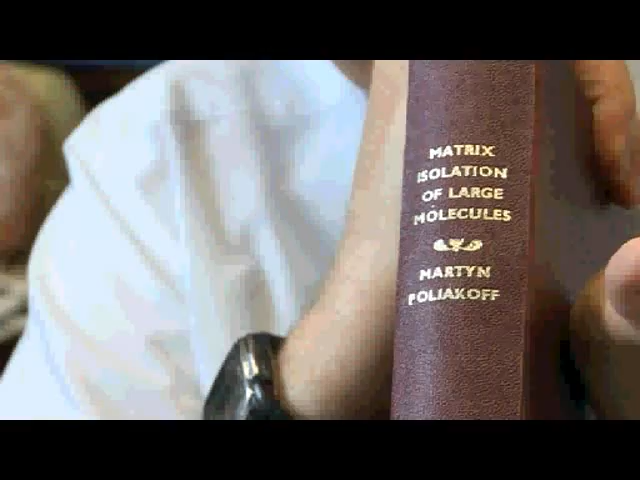 MATRIX
ISOLATION
OF LARGE
MOLECULES
MARTYN
POLIAKOFF